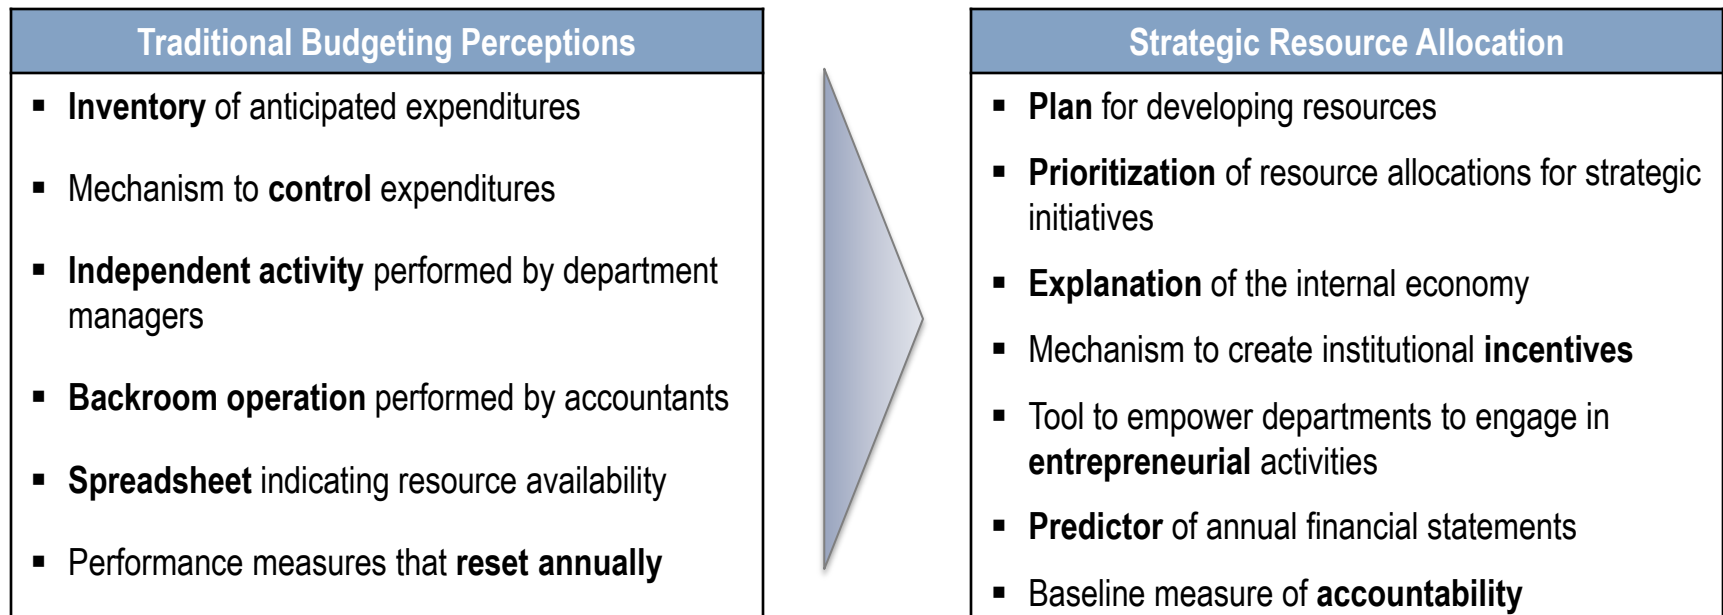 Traditional Budgeting Perceptions
▪ Inventory of anticipated expenditures
▪ Mechanism to control expenditures
▪ Independent activity performed by department
managers
▪ Backroom operation performed by accountants
▪ Spreadsheet indicating resource availability
▪ Performance measures that reset annually
Strategic Resource Allocation
▪ Plan for developing resources
▪ Prioritization of resource allocations for strategic
initiatives
▪ Explanation of the internal economy
▪ Mechanism to create institutional incentives
▪ Tool to empower departments to engage in
entrepreneurial activities
▪ Predictor of annual financial statements
▪ Baseline measure of accountability